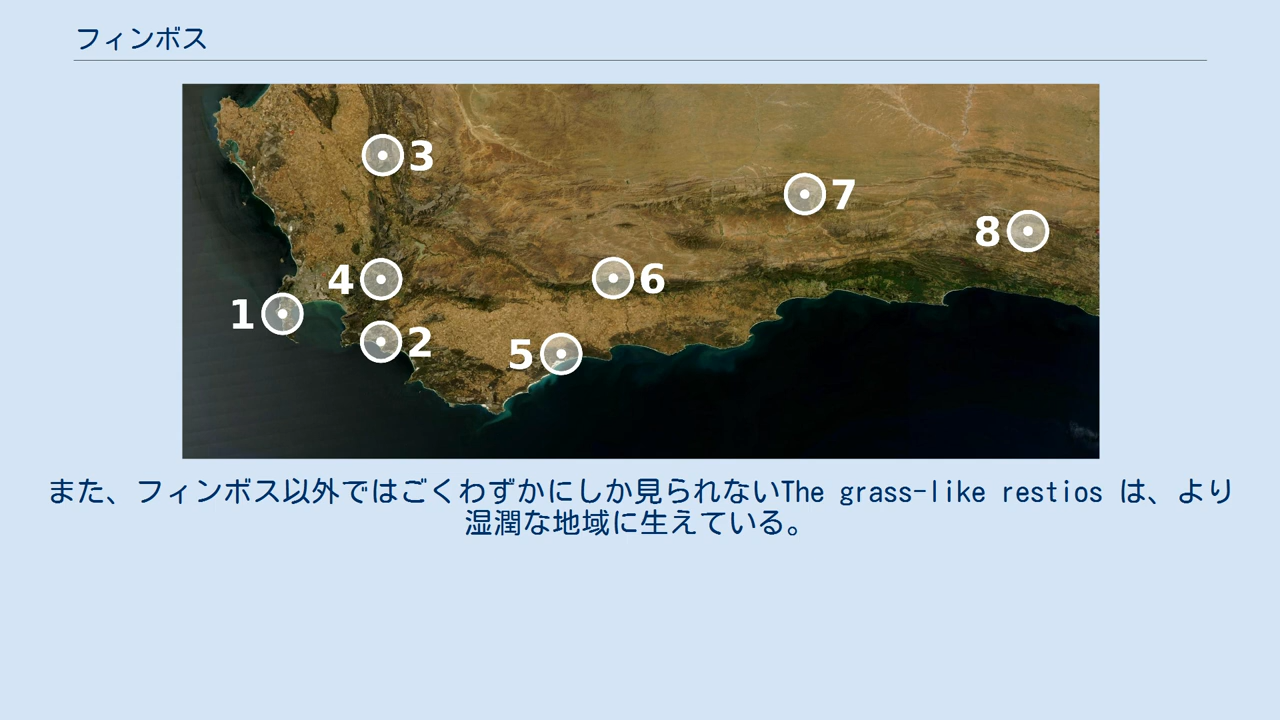 フィンボス
3
7
8
4
6
1
2
5
また、フィンボス以外ではごくわずかにしか見られないThe grass-like restios は、より
湿潤な地域に生えている。